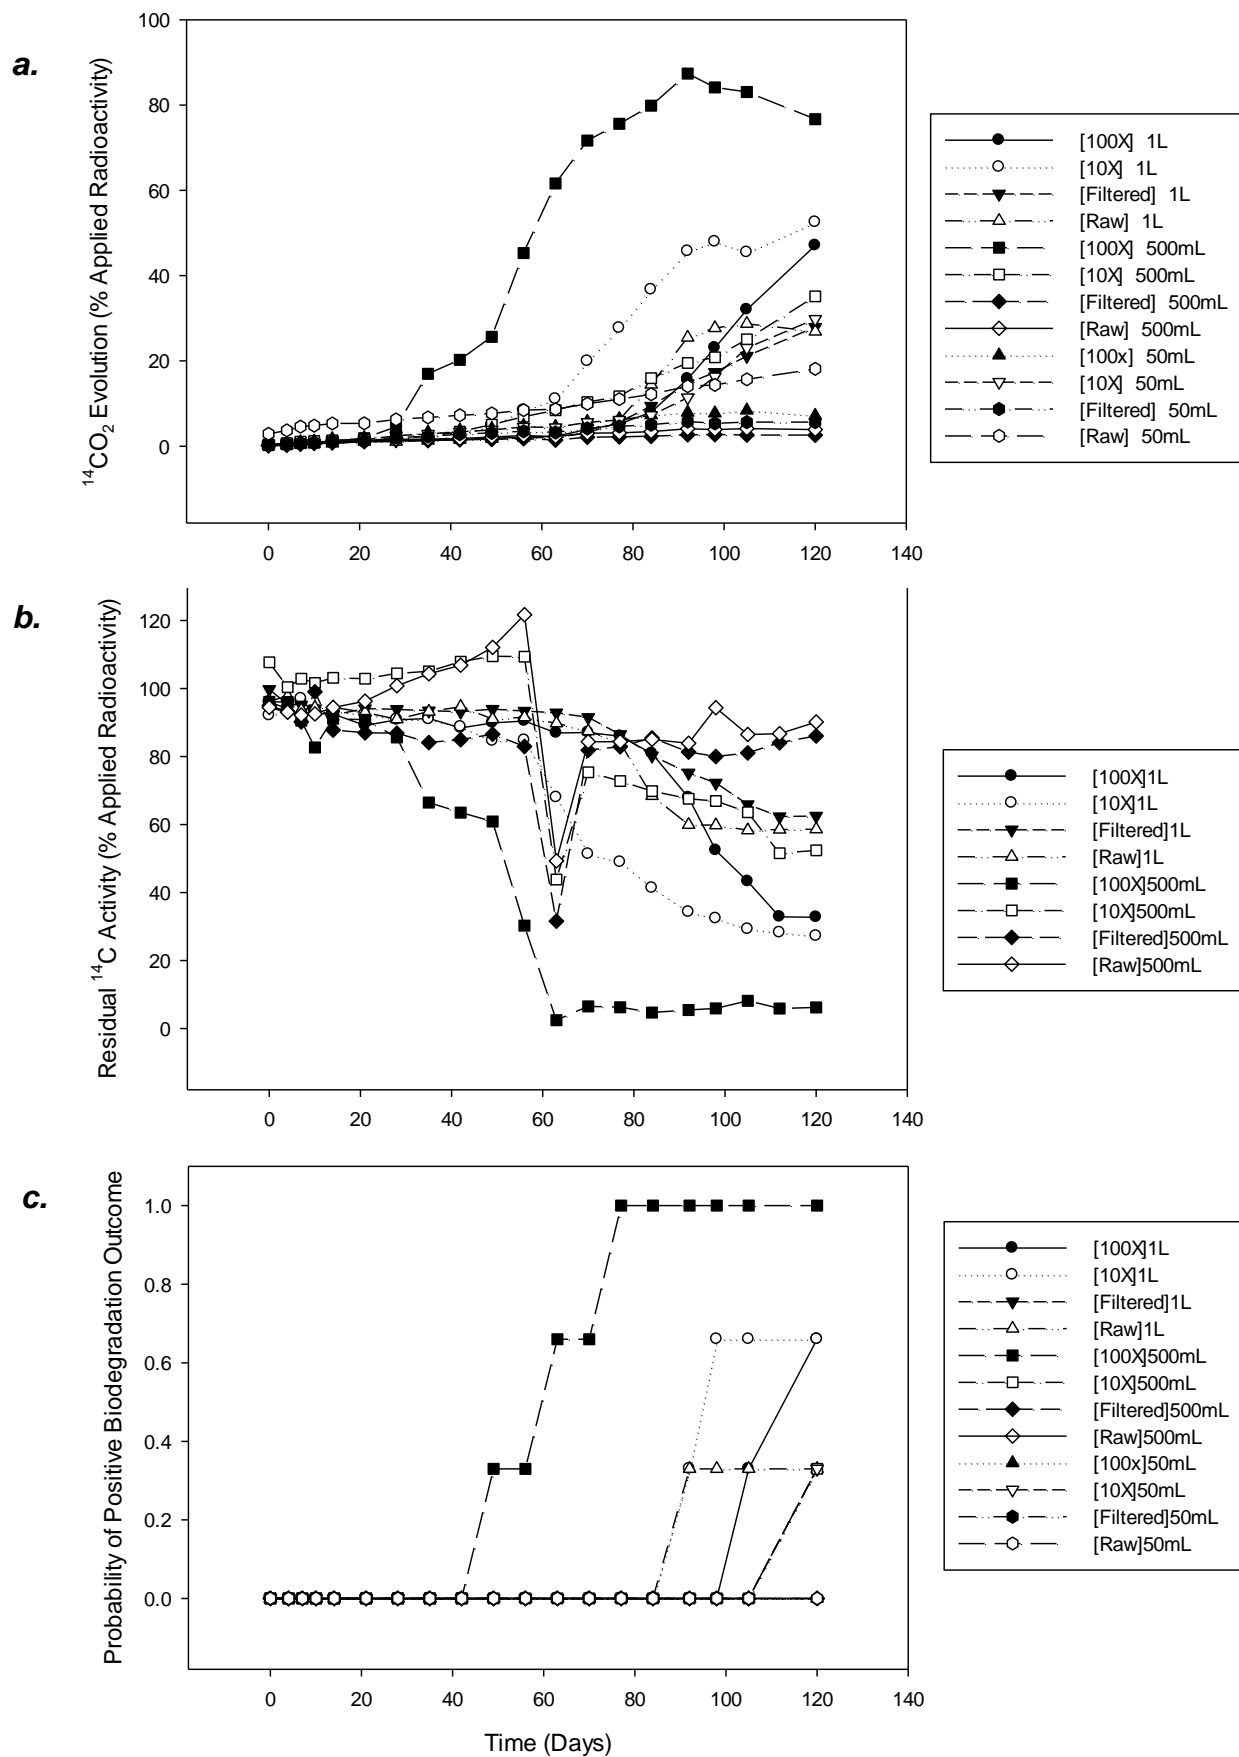 a.
14CO2 Evolution (% Applied Radioactivity)
100
80
60
40
20
0
0 20 40 60 80 100 120 140
[100X] 1L
[10X] 1L
[Filtered] 1L
[Raw] 1L
[100X] 500mL
[10X] 500mL
[Filtered] 500mL
[Raw] 500mL
[100x] 50mL
[10X] 50mL
[Filtered] 50mL
[Raw] 50mL
b.
Residual 14C Activity (% Applied Radioactivity)
120
100
80
60
40
20
0
0 20 40 60 80 100 120 140
[100X]1L
[10X]1L
[Filtered]1L
[Raw]1L
[100X]500mL
[10X]500mL
[Filtered]500mL
[Raw]500mL
c.
Probability of Positive Biodegradation Outcome
1.0
0.8
0.6
0.4
0.2
0.0
0 20 40 60 80 100 120 140
Time (Days)
[100X]1L
[10X]1L
[Filtered]1L
[Raw]1L
[100X]500mL
[10X]500mL
[Filtered]500mL
[Raw]500mL
[100x]50mL
[10X]50mL
[Filtered]50mL
[Raw]50mL